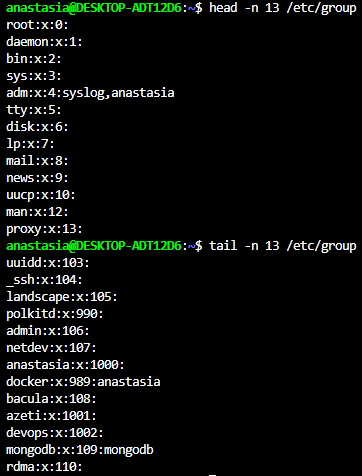 anastasia@DESKTOP-ADT12D6:~$ head -n 13 /etc/group
root:x:0:
daemon:x:1:
bin:x:2:
sys:x:3:
adm:x:4:syslog,anastasia
tty:x:5:
disk:x:6:
lp:x:7:
mail:x:8:
news:x:9:
uucp:x:10:
man:x:12:
proxy:x:13:
anastasia@DESKTOP-ADT12D6:~$ tail -n 13 /etc/group
uuidd:x:103:
_ssh:x:104:
landscape:x:105:
polkitd:x:990:
admin:x:106:
netdev:x:107:
anastasia:x:1000:
docker:x:989:anastasia
bacula:x:108:
azeti:x:1001:
devops:x:1002:
mongodb:x:109:mongodb
rdma:x:110: